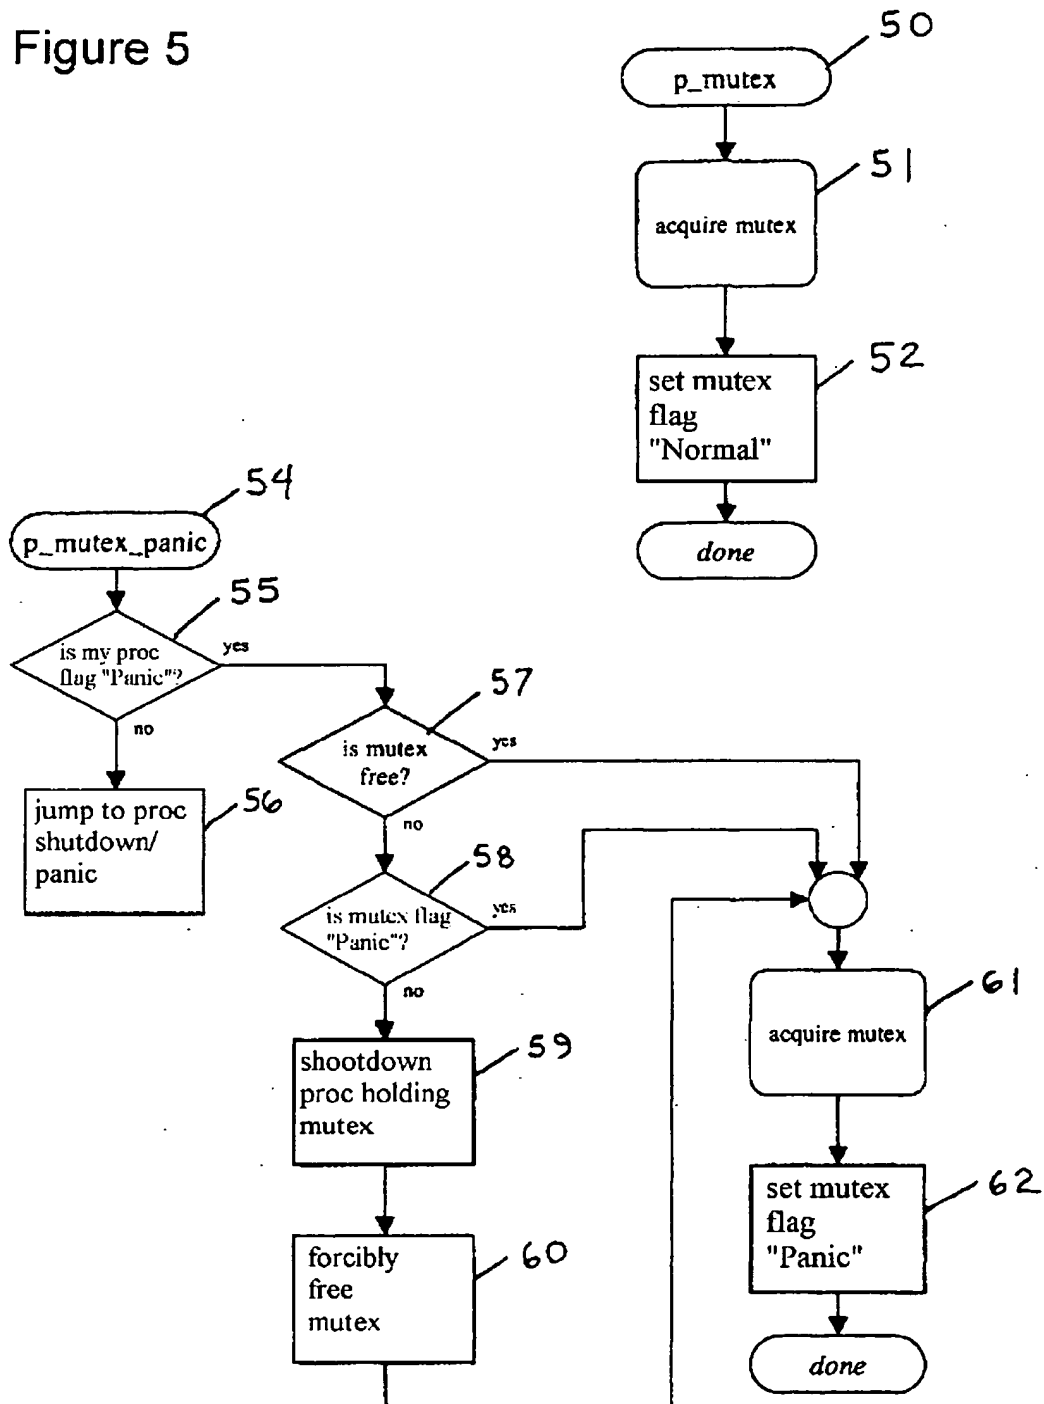 Figure 5
50
p_mutex
51
acquire mutex
52
set mutex
flag
"Normal"
done
54
p_mutex_panic
55
is my proc
flag "Panic"?
yes
no
56
jump to proc
shutdown/
panic
57
is mutex
free?
yes
no
58
is mutex flag
"Panic"?
yes
no
59
shootdown
proc holding
mutex
60
forcibly
free
mutex
61
acquire mutex
62
set mutex
flag
"Panic"
done